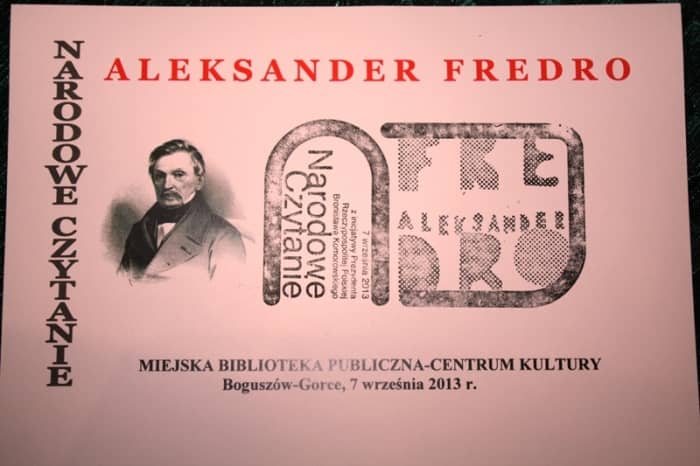 NARODOWE CZYTANIE
ALEKSANDER FREDRO
Narodowe
Czytanie
7 września 2013
z inicjatywy Prezydenta
Rzeczypospolitej Polskiej
Bronisława Komorowskiego
FRE
ALEKSANDER
DRO
MIEJSKA BIBLIOTEKA PUBLICZNA-CENTRUM KULTURY
Boguszów-Gorce, 7 września 2013 r.